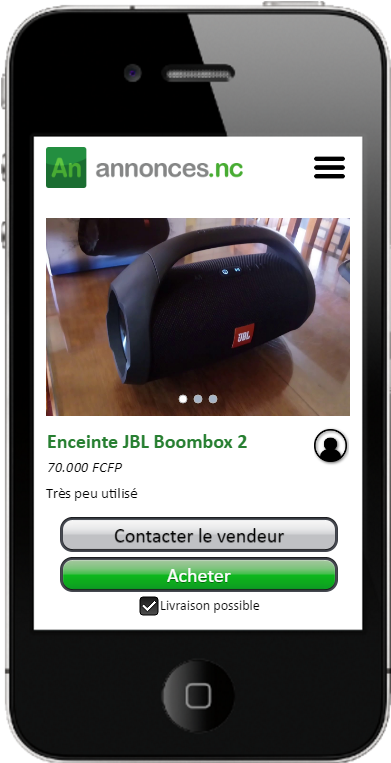 An annonces.nc
JBL
Enceinte JBL Boombox 2
70.000 FCFP
Très peu utilisé
Contacter le vendeur
Acheter
Livraison possible